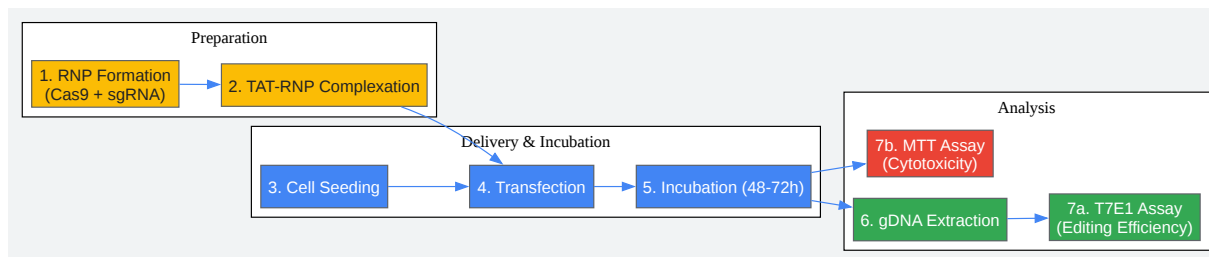 Preparation
1. RNP Formation
(Cas9 + sgRNA)
2. TAT-RNP Complexation
Delivery & Incubation
3. Cell Seeding
4. Transfection
5. Incubation (48-72h)
Analysis
7b. MTT Assay
(Cytotoxicity)
6. gDNA Extraction
7a. T7E1 Assay
(Editing Efficiency)